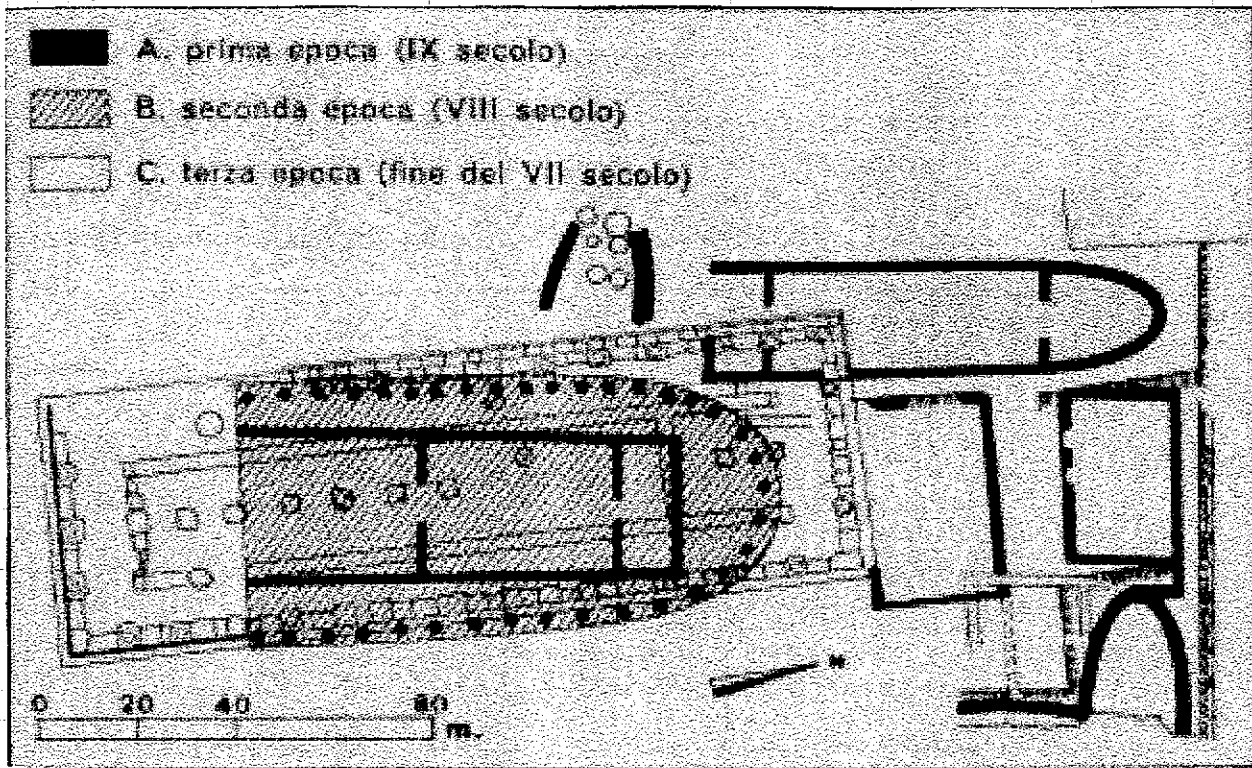 A. prima epoca (IX secolo)
B. seconda epoca (VIII secolo)
C. terza epoca (fine del VII secolo)
N
0 20 40 80
m.